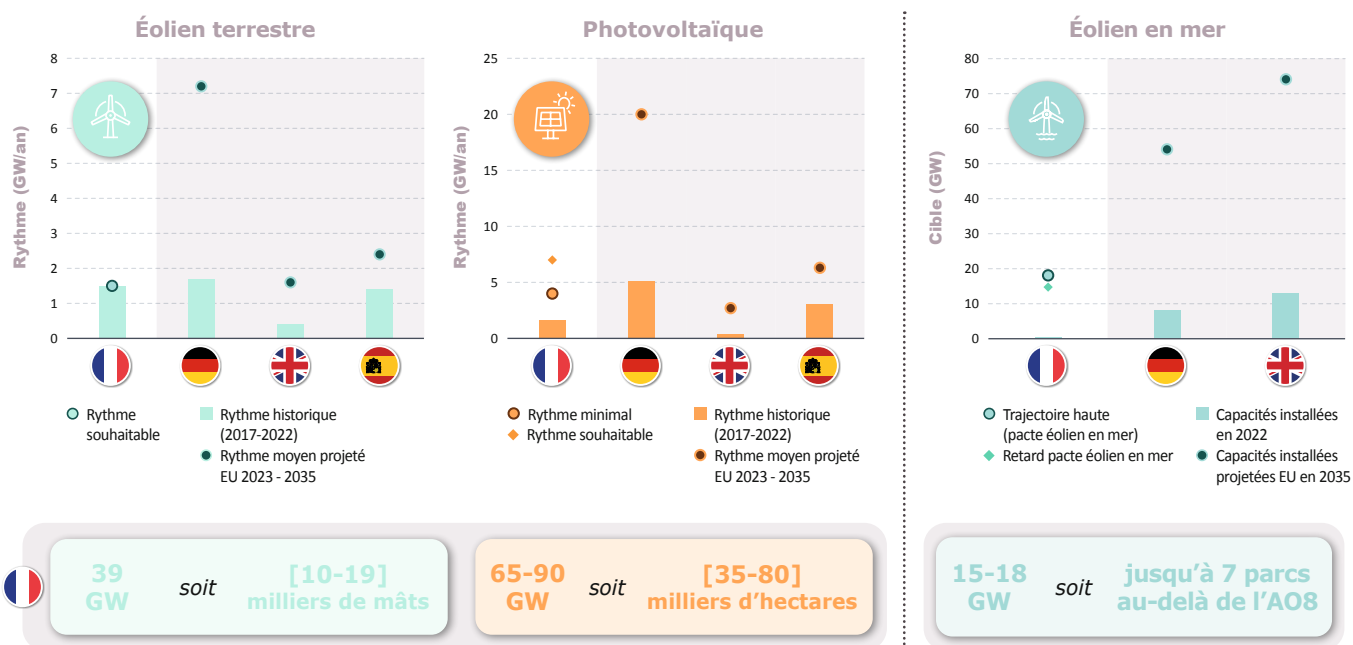 Éolien terrestre
Rythme (GW/an)
8
7
6
5
4
3
2
1
0
Rythme
souhaitable
Rythme historique
(2017-2022)
Rythme moyen projeté
EU 2023 - 2035
Photovoltaïque
Rythme (GW/an)
25
20
15
10
5
0
Rythme minimal
Rythme souhaitable
Rythme historique
(2017-2022)
Rythme moyen projeté
EU 2023 - 2035
Éolien en mer
Cible (GW)
80
70
60
50
40
30
20
10
0
Trajectoire haute
(pacte éolien en mer)
Retard pacte éolien en mer
Capacités installées
en 2022
Capacités installées
projetées EU en 2035
39
GW
soit
[10-19]
milliers de mâts
65-90
GW
soit
[35-80]
milliers d’hectares
15-18
GW
soit
jusqu’à 7 parcs
au-delà de l’AO8